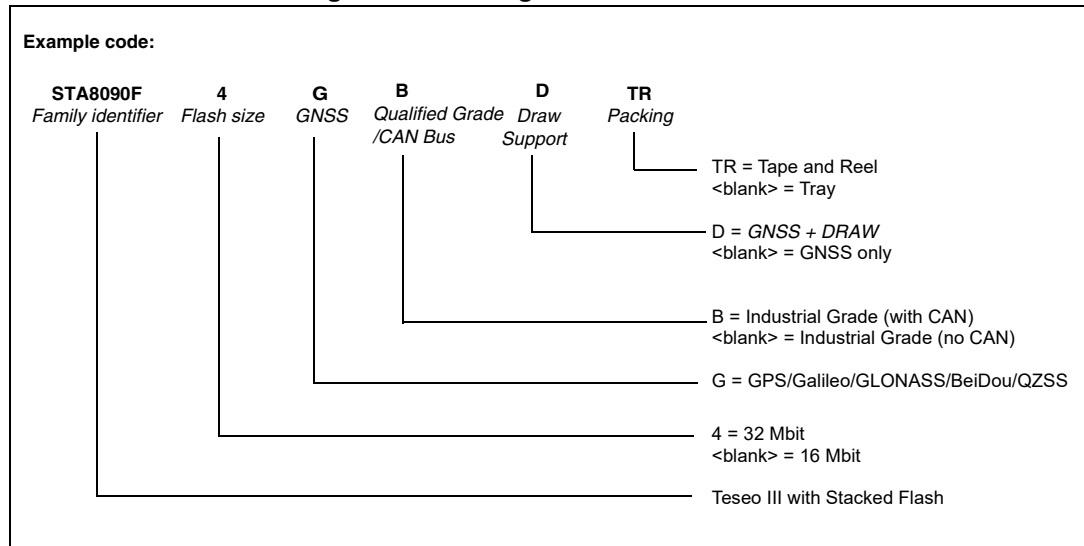 Example code:
STA8090F 4 G B D TR
Family identifier Flash size GNSS Qualified Grade Draw Packing
/CAN Bus Support
TR = Tape and Reel
<blank> = Tray
D = GNSS + DRAW
<blank> = GNSS only
B = Industrial Grade (with CAN)
<blank> = Industrial Grade (no CAN)
G = GPS/Galileo/GLONASS/BeiDou/QZSS
4 = 32 Mbit
<blank> = 16 Mbit
Teseo III with Stacked Flash